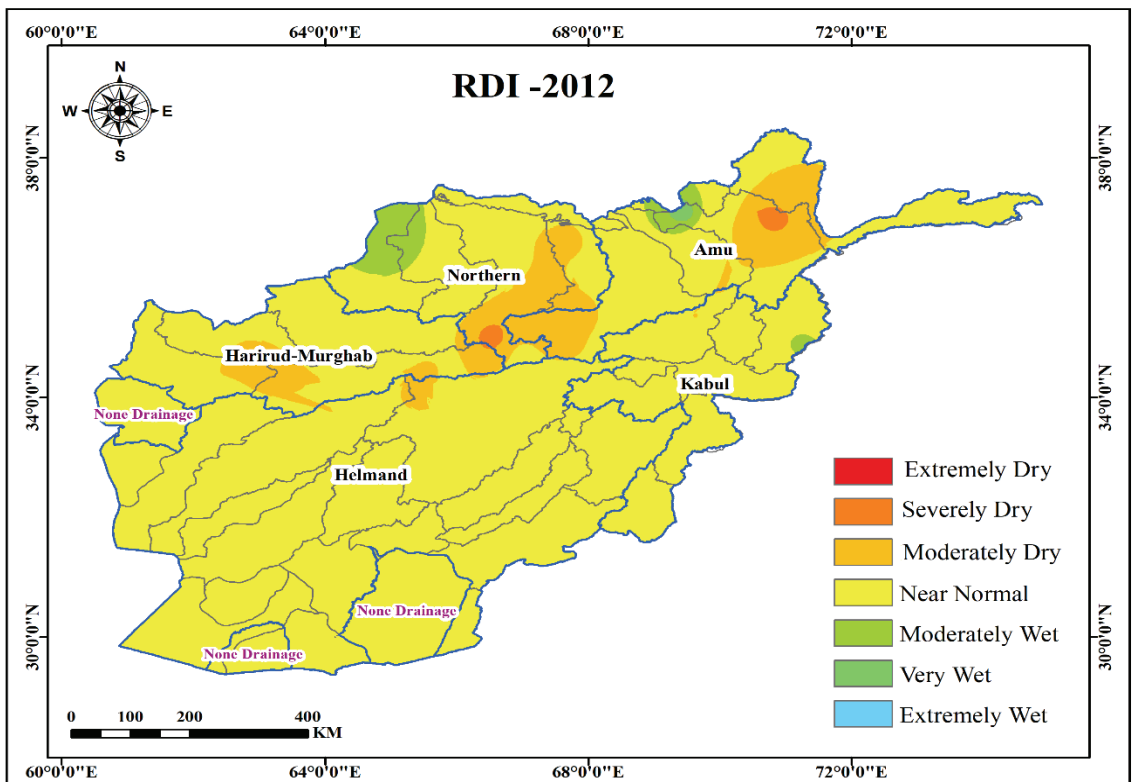 60°0'0"E 64°0'0"E 68°0'0"E 72°0'0"E
RDI -2012
N
W E
S
38°0'0"N 38°0'0"N
Amu
Northern
Harirud-Murghab
Kabul
34°0'0"N 34°0'0"N
None Drainage
Helmand
Extremely Dry
Severely Dry
Moderately Dry
Near Normal
None Drainage
Moderately Wet
30°0'0"N 30°0'0"N
None Drainage
Very Wet
Extremely Wet
0 100 200 400
KM
60°0'0"E 64°0'0"E 68°0'0"E 72°0'0"E